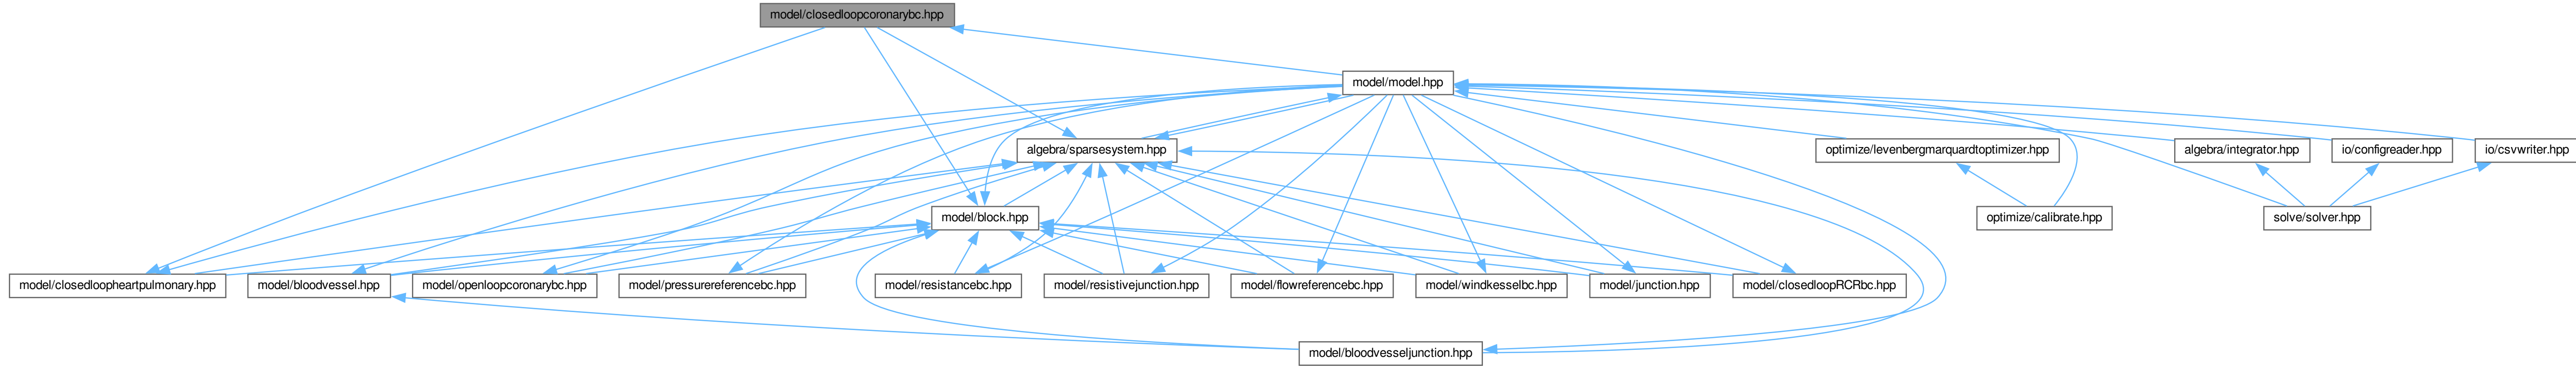 model/closedloopcoronarybc.hpp
model/model.hpp
algebra/sparsesystem.hpp
optimize/levenbergmarquardtoptimizer.hpp
algebra/integrator.hpp
io/configreader.hpp
io/csvwriter.hpp
model/block.hpp
optimize/calibrate.hpp
solve/solver.hpp
model/closedloopheartpulmonary.hpp
model/bloodvessel.hpp
model/openloopcoronarybc.hpp
model/pressurereferencebc.hpp
model/resistancebc.hpp
model/resistivejunction.hpp
model/flowreferencebc.hpp
model/windkesselbc.hpp
model/junction.hpp
model/closedloopRCRbc.hpp
model/bloodvesseljunction.hpp